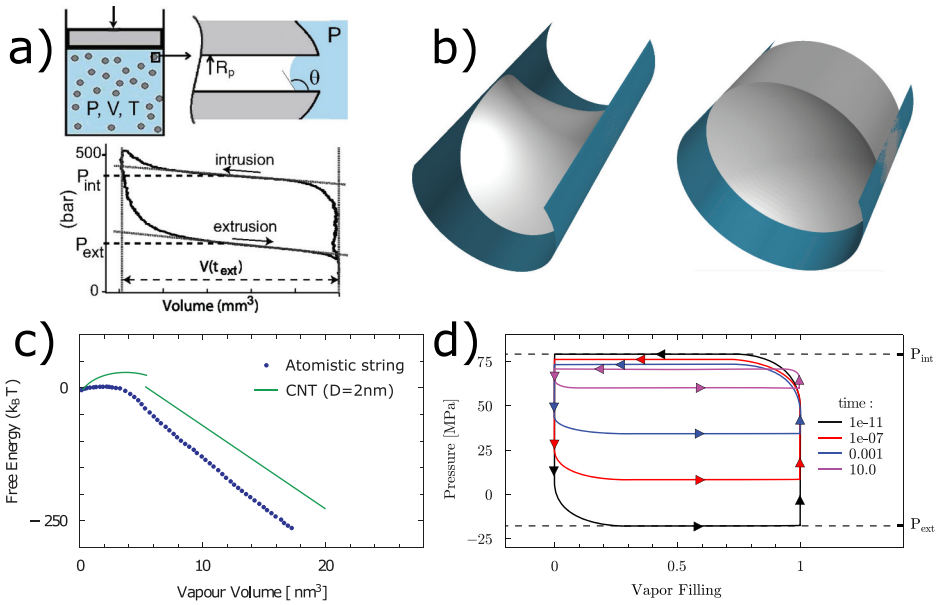 a)
P
R_p
θ
P, V, T
500
P_int
(bar)
P_ext
0
intrusion
extrusion
V(t_ext)
Volume (mm³)
b)
c)
Free Energy (k_B T)
0
−250
Atomistic string
CNT (D=2nm)
0
20
Vapour Volume [ nm³]
d)
Pressure [MPa]
75
50
25
0
−25
P_int
time :
1e-11
1e-07
0.001
10.0
P_ext
0
0.5
1
Vapor Filling